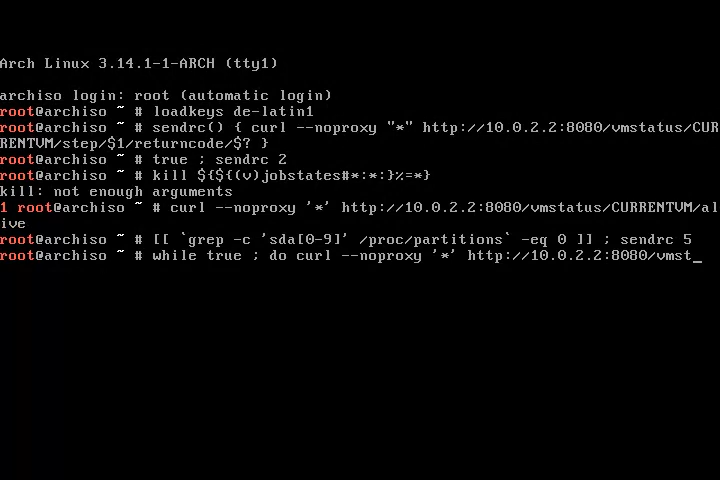 Arch Linux 3.14.1-1-ARCH (tty1)
archiso login: root (automatic login)
root@archiso ~ # loadkeys de-latin1
root@archiso ~ # sendrc() { curl --noproxy "*" http://10.0.2.2:8080/vmstatus/CUR
RENTVM/step/$1/returncode/$? }
root@archiso ~ # true ; sendrc 2
root@archiso ~ # kill ${${(v)jobstates#*:*:}%=*}
kill: not enough arguments
1 root@archiso ~ # curl --noproxy '*' http://10.0.2.2:8080/vmstatus/CURRENTVM/al
ive
root@archiso ~ # [[ `grep -c 'sda[0-9]' /proc/partitions` -eq 0 ]] ; sendrc 5
root@archiso ~ # while true ; do curl --noproxy '*' http://10.0.2.2:8080/vmst_